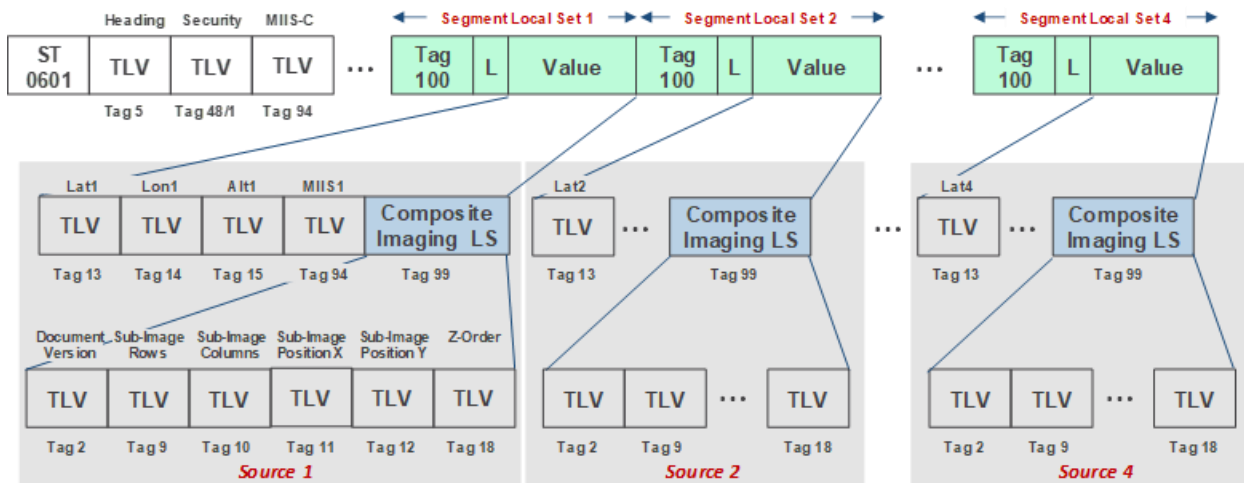 Heading Security MIIS-C
Segment Local Set 1 Segment Local Set 2 Segment Local Set 4
ST 0601 TLV TLV TLV ... Tag 100 L Value Tag 100 L Value ... Tag 100 L Value
Tag 5 Tag 48/1 Tag 94
Lat1 Lon1 Alt1 MIIS1
TLV TLV TLV TLV Composite Imaging LS
Tag 13 Tag 14 Tag 15 Tag 94 Tag 99
Document Version Sub-Image Rows Sub-Image Columns Sub-Image Position X Sub-Image Position Y Z-Order
TLV TLV TLV TLV TLV TLV
Tag 2 Tag 9 Tag 10 Tag 11 Tag 12 Tag 18
Source 1
Lat2
TLV ... Composite Imaging LS
Tag 13 Tag 99
TLV TLV ... TLV
Tag 2 Tag 9 Tag 18
Source 2
...
Lat4
TLV ... Composite Imaging LS
Tag 13 Tag 99
TLV TLV ... TLV
Tag 2 Tag 9 Tag 18
Source 4